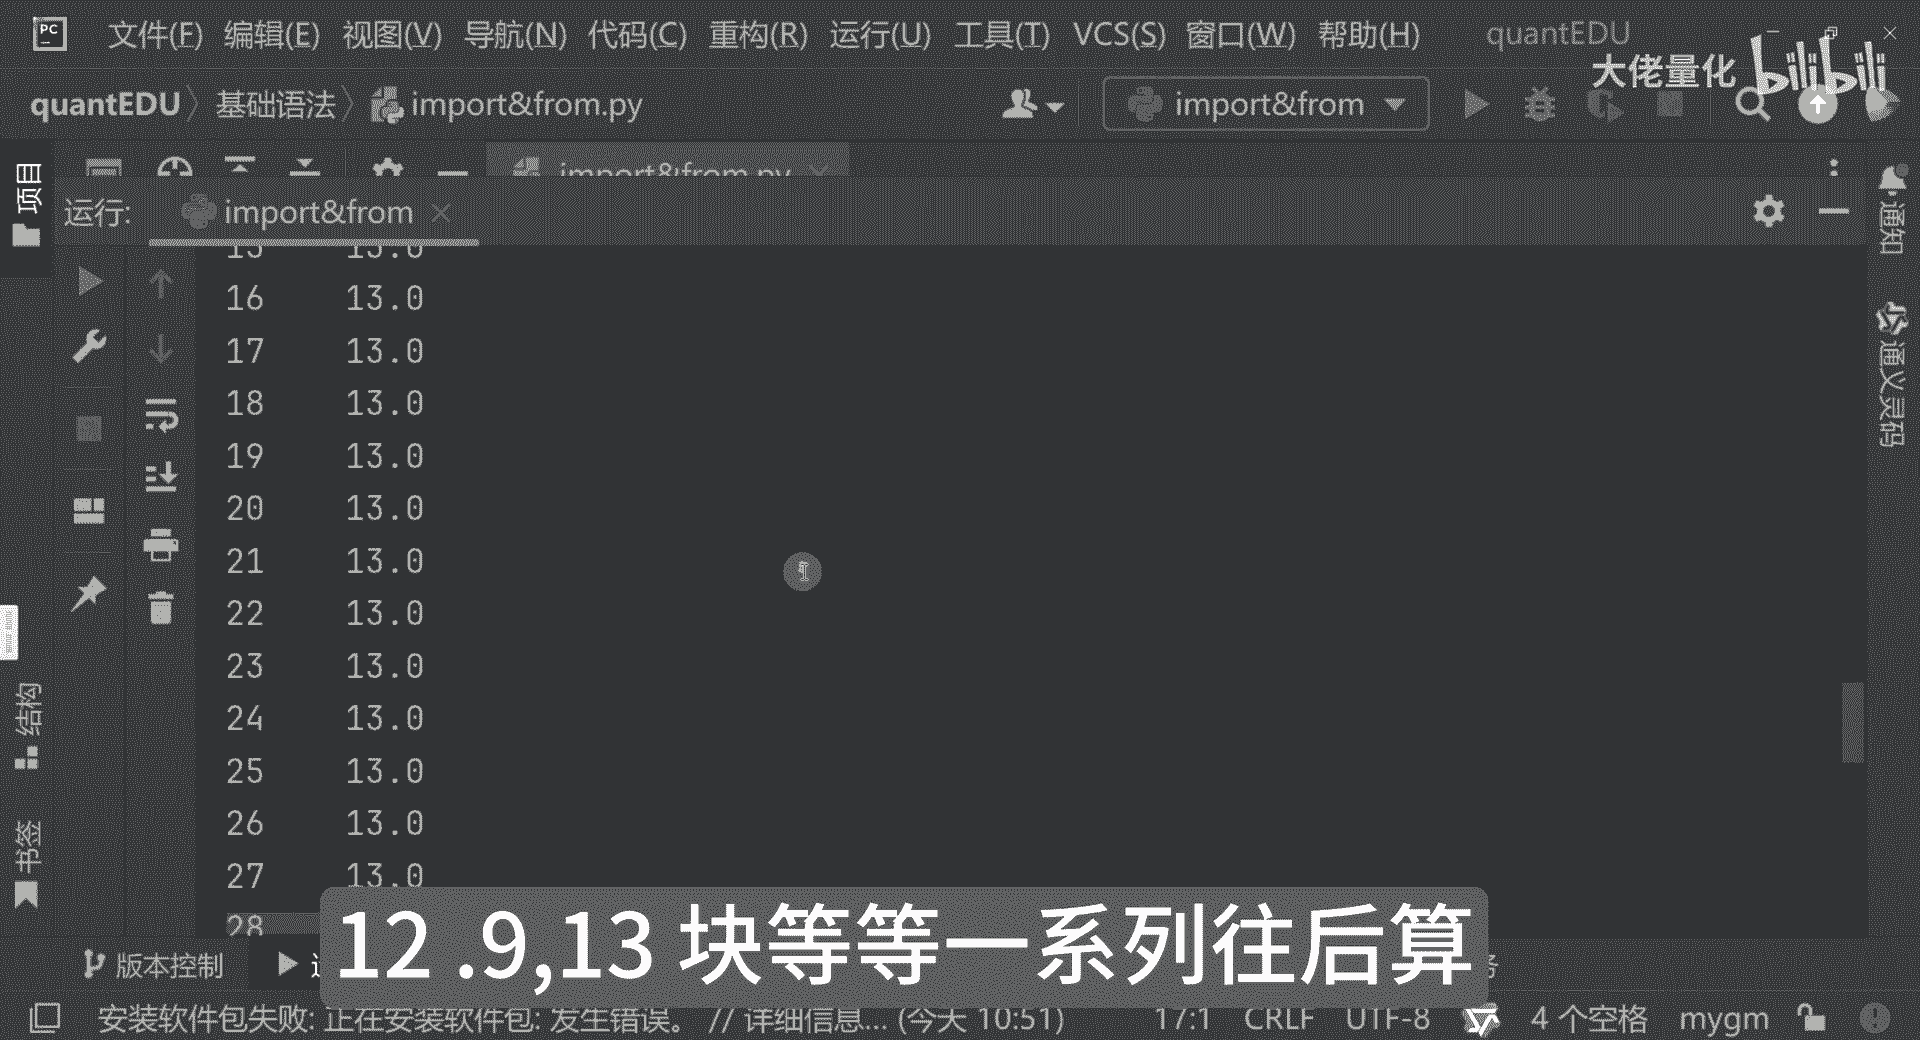 PC
文件(F) 编辑(E) 视图(V) 导航(N) 代码(C) 重构(R) 运行(U) 工具(T) VCS(S) 窗口(W) 帮助(H) quantEDU
大佬量化 bilibili
quantEDU 基础语法 import&from.py import&from
import&from.py
项目
运行: import&from
通知
通义灵码
15 13.0
16 13.0
17 13.0
18 13.0
19 13.0
20 13.0
21 13.0
22 13.0
23 13.0
24 13.0
25 13.0
26 13.0
27 13.0
28
结构
书签
12 .9,13 块等等一系列往后算
版本控制
安装软件包失败: 正在安装软件包: 发生错误。 // 详细信息... (今天 10:51) 17:1 CRLF UTF-8 4 个空格 mygm